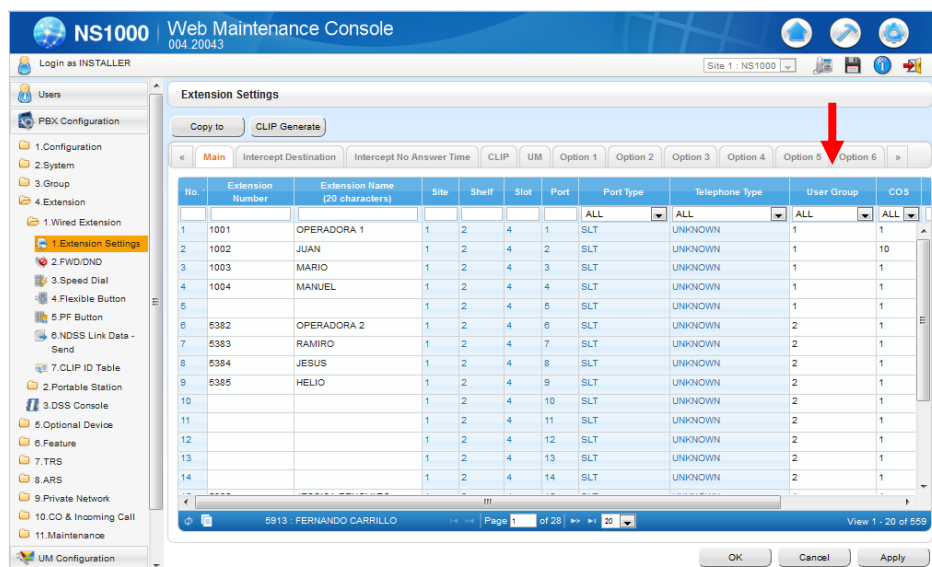 NS1000
Web Maintenance Console
004.20043
Login as INSTALLER
Site 1 : NS1000
Users
PBX Configuration
1.Configuration
2.System
3.Group
4.Extension
1.Wired Extension
1.Extension Settings
2.FWD/DND
3.Speed Dial
4.Flexible Button
5.PF Button
6.NDSS Link Data -
Send
7.CLIP ID Table
2.Portable Station
3.DSS Console
5.Optional Device
6.Feature
7.TRS
8.ARS
9.Private Network
10.CO & Incoming Call
11.Maintenance
UM Configuration
Extension Settings
Copy to CLIP Generate
« Main Intercept Destination Intercept No Answer Time CLIP UM Option 1 Option 2 Option 3 Option 4 Option 5 Option 6 »
No. Extension Number Extension Name (20 characters) Site Shelf Slot Port Port Type Telephone Type User Group COS
ALL ALL ALL ALL
1 1001 OPERADORA 1 1 2 4 1 SLT UNKNOWN 1 1
2 1002 JUAN 1 2 4 2 SLT UNKNOWN 1 10
3 1003 MARIO 1 2 4 3 SLT UNKNOWN 1 1
4 1004 MANUEL 1 2 4 4 SLT UNKNOWN 1 1
5 1 2 4 5 SLT UNKNOWN 1 1
6 5382 OPERADORA 2 1 2 4 6 SLT UNKNOWN 2 1
7 5383 RAMIRO 1 2 4 7 SLT UNKNOWN 2 1
8 5384 JESUS 1 2 4 8 SLT UNKNOWN 2 1
9 5385 HELIO 1 2 4 9 SLT UNKNOWN 2 1
10 1 2 4 10 SLT UNKNOWN 2 1
11 1 2 4 11 SLT UNKNOWN 2 1
12 1 2 4 12 SLT UNKNOWN 2 1
13 1 2 4 13 SLT UNKNOWN 2 1
14 1 2 4 14 SLT UNKNOWN 2 1
5913 : FERNANDO CARRILLO Page 1 of 28 20 View 1 - 20 of 559
OK Cancel Apply